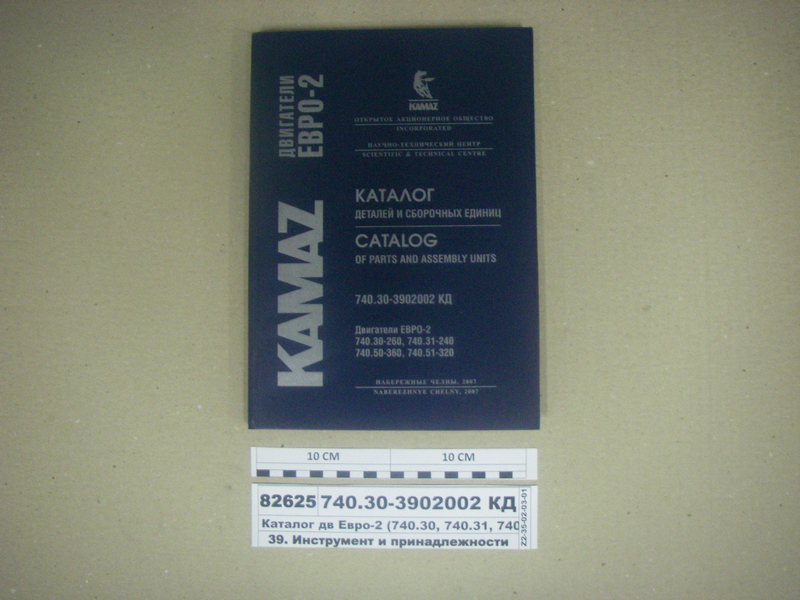 ДВИГАТЕЛИ
ЕВРО-2
KAMAZ
KAMAZ
ОТКРЫТОЕ АКЦИОНЕРНОЕ ОБЩЕСТВО
INCORPORATED
НАУЧНО-ТЕХНИЧЕСКИЙ ЦЕНТР
SCIENTIFIC & TECHNICAL CENTRE
КАТАЛОГ
ДЕТАЛЕЙ И СБОРОЧНЫХ ЕДИНИЦ
CATALOG
OF PARTS AND ASSEMBLY UNITS
740.30-3902002 КД
Двигатели ЕВРО-2
740.30-260, 740.31-240
740.50-360, 740.51-320
НАБЕРЕЖНЫЕ ЧЕЛНЫ, 2007
NABEREZHNYE CHELNY, 2007
10 СМ 10 СМ
82625 740.30-3902002 КД
Каталог дв Евро-2 (740.30, 740.31, 740
39. Инструмент и принадлежности
Z2-35-02-03-01